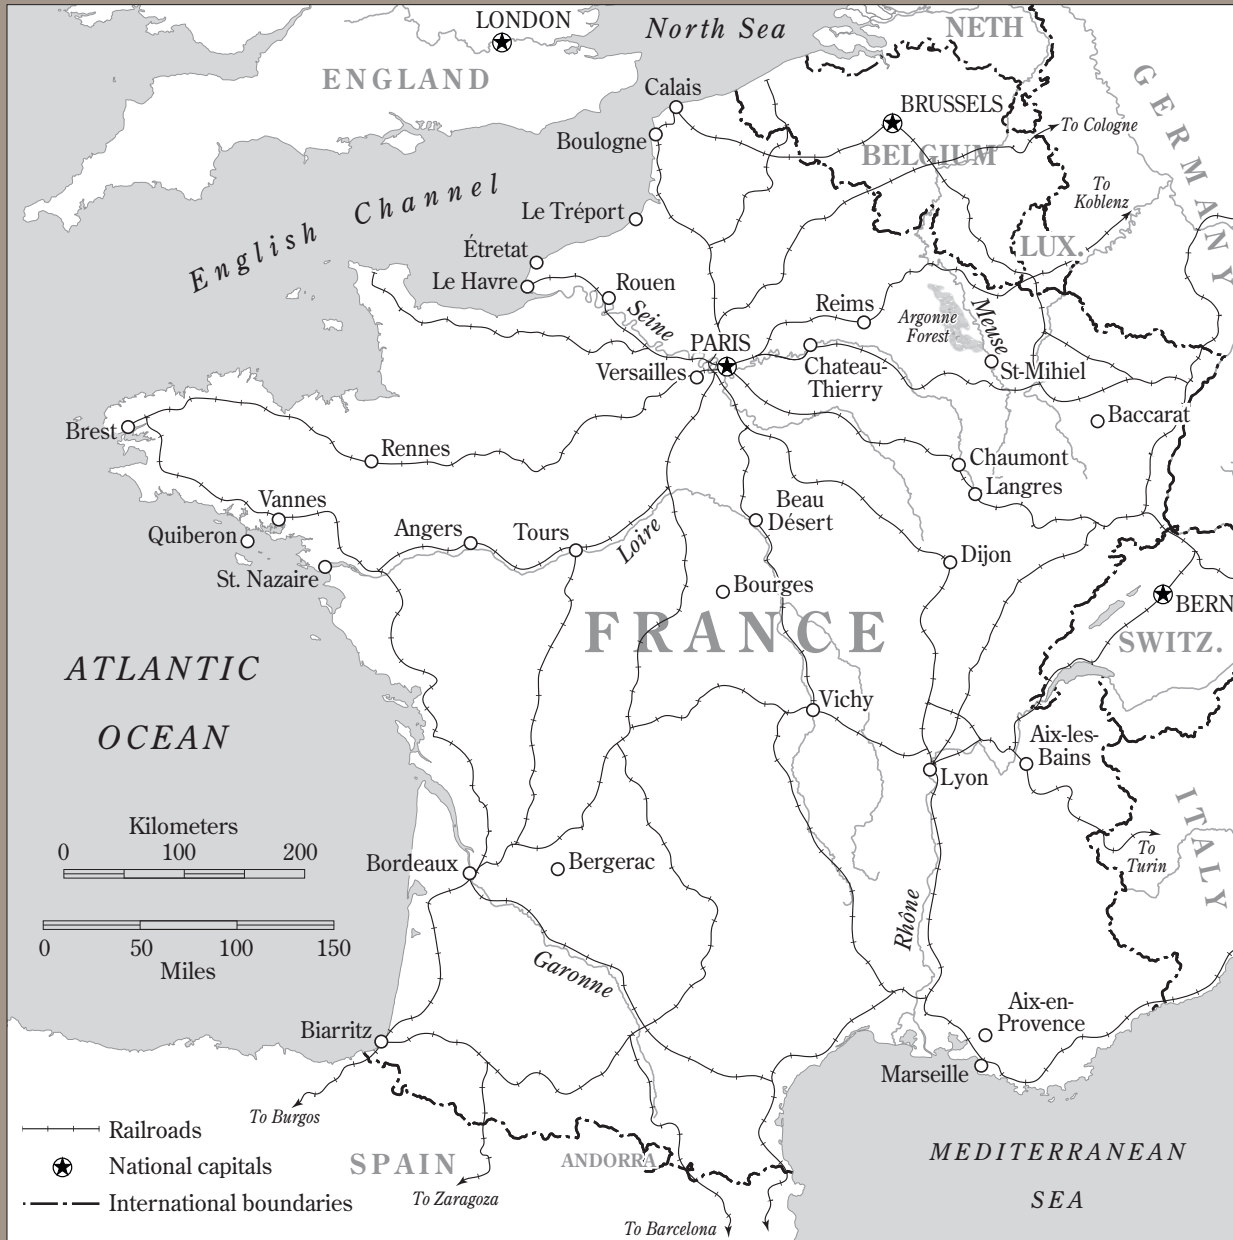 LONDON
North Sea
NETH
ENGLAND
GERMANY
Calais
BRUSSELS
To Cologne
Boulogne
BELGIUM
English Channel
To
Koblenz
Le Tréport
LUX.
Étretat
Le Havre
Rouen
Seine
Reims
Argonne
Forest
Meuse
PARIS
Versailles
Chateau-
Thierry
St-Mihiel
Baccarat
Brest
Rennes
Chaumont
Langres
Vannes
Quiberon
Angers
Tours
Loire
Beau
Désert
St. Nazaire
Dijon
Bourges
BERN
FRANCE
SWITZ.
ATLANTIC
OCEAN
Vichy
Aix-les-
Bains
Lyon
ITALY
Kilometers
0 100 200
To
Turin
Bordeaux
Bergerac
Rhône
0 50 100 150
Miles
Garonne
Aix-en-
Provence
Biarritz
Marseille
To Burgos
Railroads
National capitals
International boundaries
SPAIN
ANDORRA
To Zaragoza
To Barcelona
MEDITERRANEAN
SEA